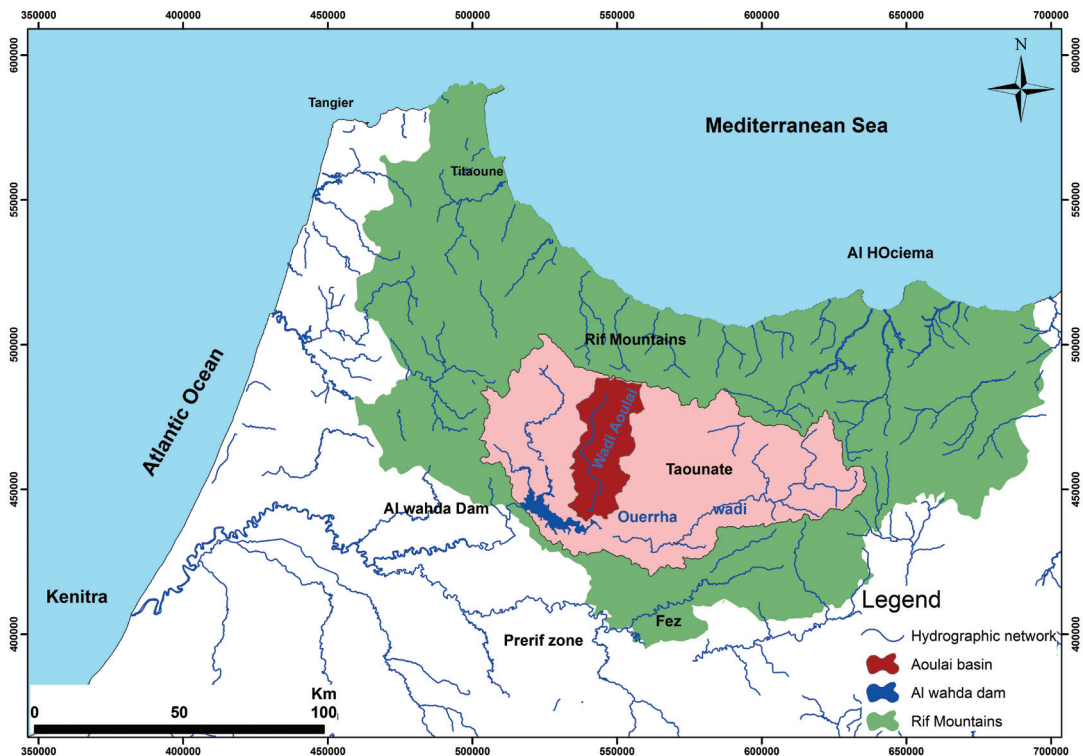 350000 400000 450000 500000 550000 600000 650000 700000
600000 600000
N
Tangier
Mediterranean Sea
Titaoune
550000 550000
Al HOciema
Rif Mountains
500000 500000
Atlantic Ocean
Wadi Aoulai
Taounate
450000 450000
Al wahda Dam
Ouerrha wadi
Kenitra
Legend
Fez
400000 400000
Prerif zone
Hydrographic network
Aoulai basin
Km
Al wahda dam
0 50 100
Rif Mountains
350000 400000 450000 500000 550000 600000 650000 700000